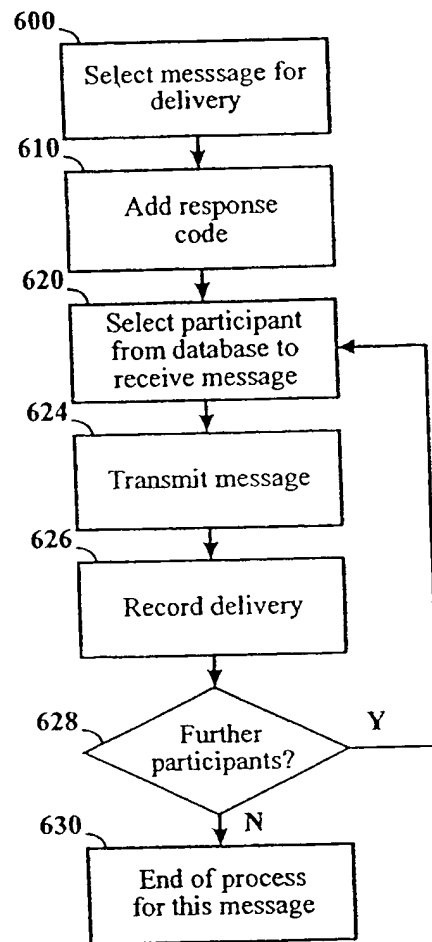 600
Select messsage for
delivery
610
Add response
code
620
Select participant
from database to
receive message
624
Transmit message
626
Record delivery
628
Further
participants?
Y
N
630
End of process
for this message